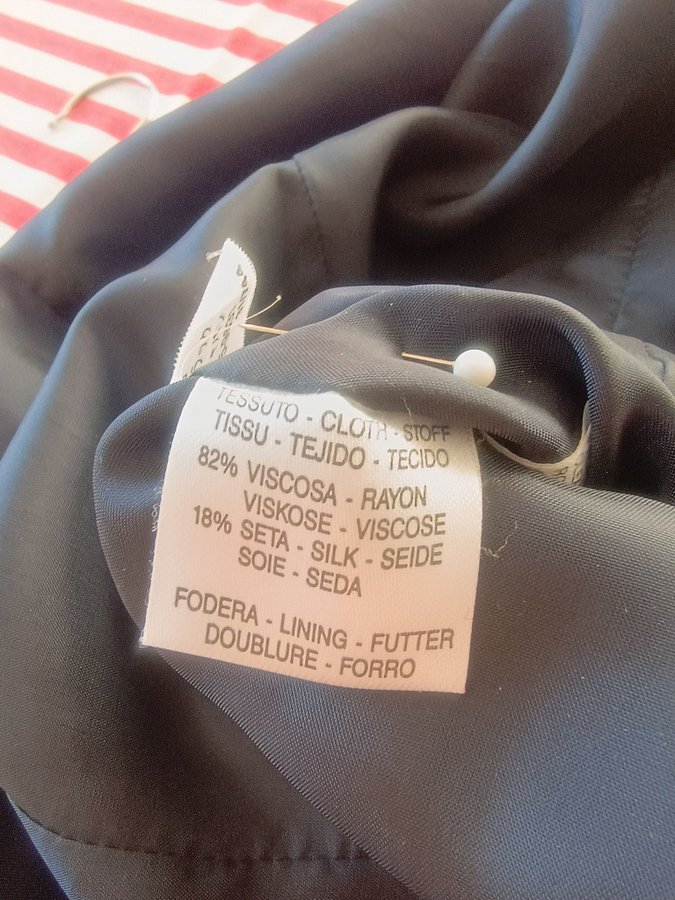 TESSUTO - CLOTH - STOFF
TISSU - TEJIDO - TECIDO
82% VISCOSA - RAYON
VISKOSE - VISCOSE
18% SETA - SILK - SEIDE
SOIE - SEDA
FODERA - LINING - FUTTER
DOUBLURE - FORRO